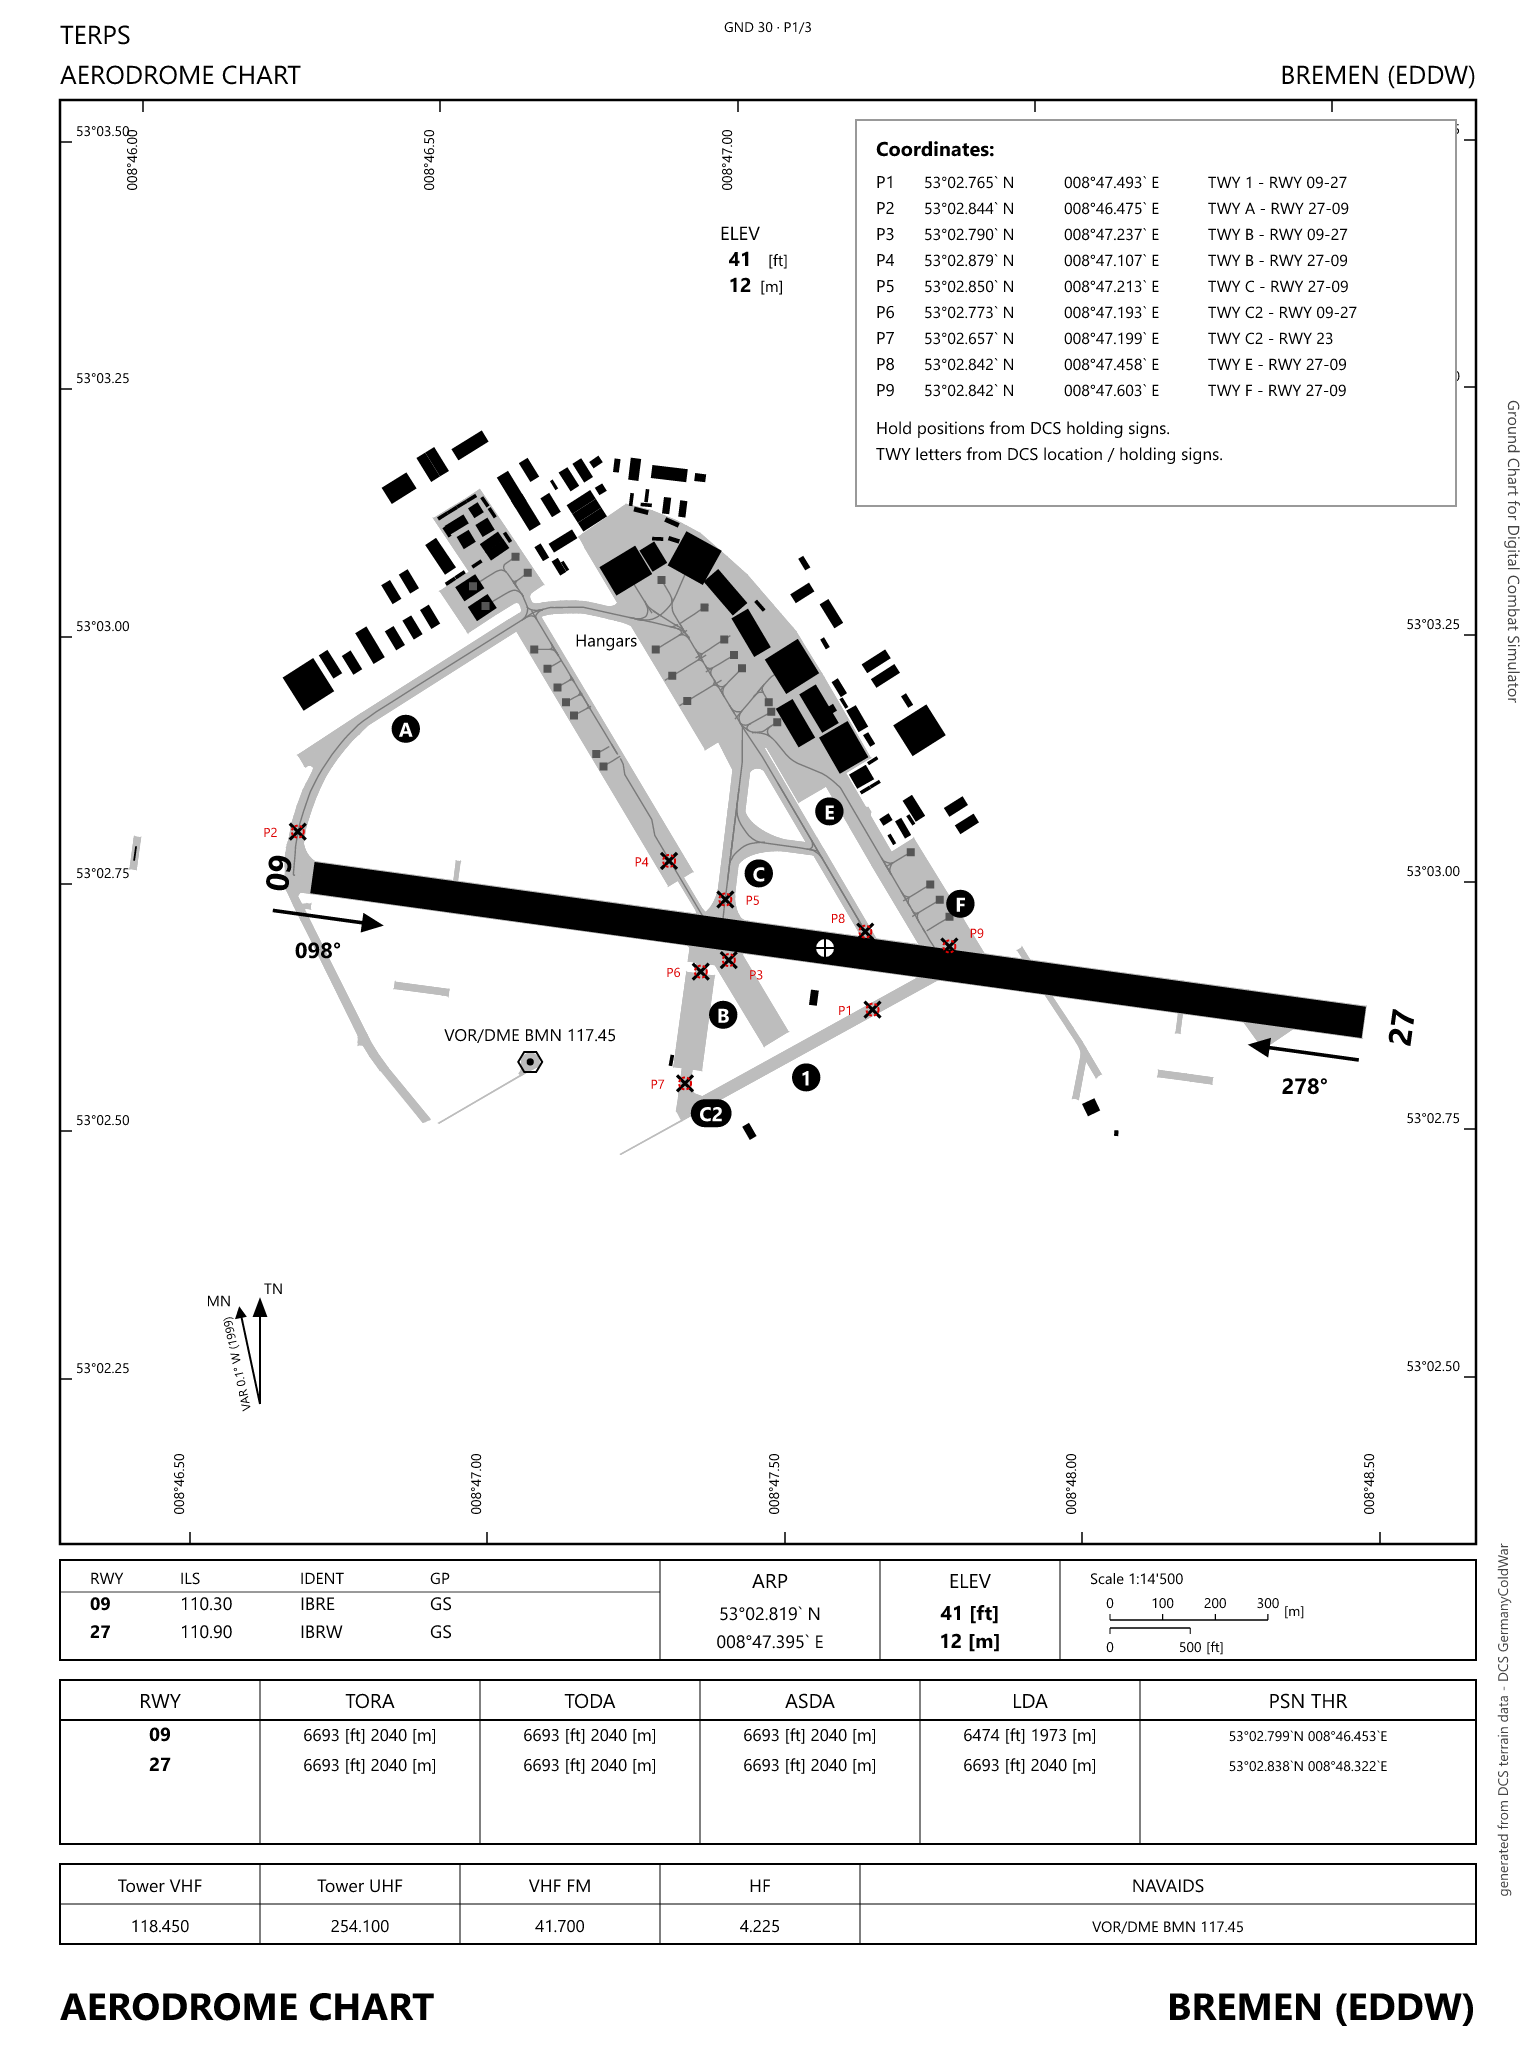 TERPS
GND 30 · P1/3
AERODROME CHART
BREMEN (EDDW)
53°03.50
008°46.00
008°46.50
008°47.00
Coordinates:
P1 53°02.765` N 008°47.493` E TWY 1 - RWY 09-27
P2 53°02.844` N 008°46.475` E TWY A - RWY 27-09
P3 53°02.790` N 008°47.237` E TWY B - RWY 09-27
P4 53°02.879` N 008°47.107` E TWY B - RWY 27-09
P5 53°02.850` N 008°47.213` E TWY C - RWY 27-09
P6 53°02.773` N 008°47.193` E TWY C2 - RWY 09-27
P7 53°02.657` N 008°47.199` E TWY C2 - RWY 23
P8 53°02.842` N 008°47.458` E TWY E - RWY 27-09
P9 53°02.842` N 008°47.603` E TWY F - RWY 27-09
Hold positions from DCS holding signs.
TWY letters from DCS location / holding signs.
ELEV
41 [ft]
12 [m]
53°03.25
Ground Chart for Digital Combat Simulator
53°03.00
53°03.25
Hangars
A
E
P2
P4
C
53°02.75
53°03.00
09
P5
F
P8
P9
098°
P6
P3
P1
B
27
VOR/DME BMN 117.45
1
P7
278°
C2
53°02.50
53°02.75
TN
MN
VAR 0.1° W (1999)
53°02.25
53°02.50
008°46.50
008°47.00
008°47.50
008°48.00
008°48.50
RWY ILS IDENT GP
09 110.30 IBRE GS
27 110.90 IBRW GS
ARP
53°02.819` N
008°47.395` E
ELEV
41 [ft]
12 [m]
Scale 1:14'500
0 100 200 300 [m]
0 500 [ft]
RWY TORA TODA ASDA LDA PSN THR
09 6693 [ft] 2040 [m] 6693 [ft] 2040 [m] 6693 [ft] 2040 [m] 6474 [ft] 1973 [m] 53°02.799`N 008°46.453`E
27 6693 [ft] 2040 [m] 6693 [ft] 2040 [m] 6693 [ft] 2040 [m] 6693 [ft] 2040 [m] 53°02.838`N 008°48.322`E
generated from DCS terrain data - DCS GermanyColdWar
Tower VHF Tower UHF VHF FM HF NAVAIDS
118.450 254.100 41.700 4.225 VOR/DME BMN 117.45
AERODROME CHART
BREMEN (EDDW)